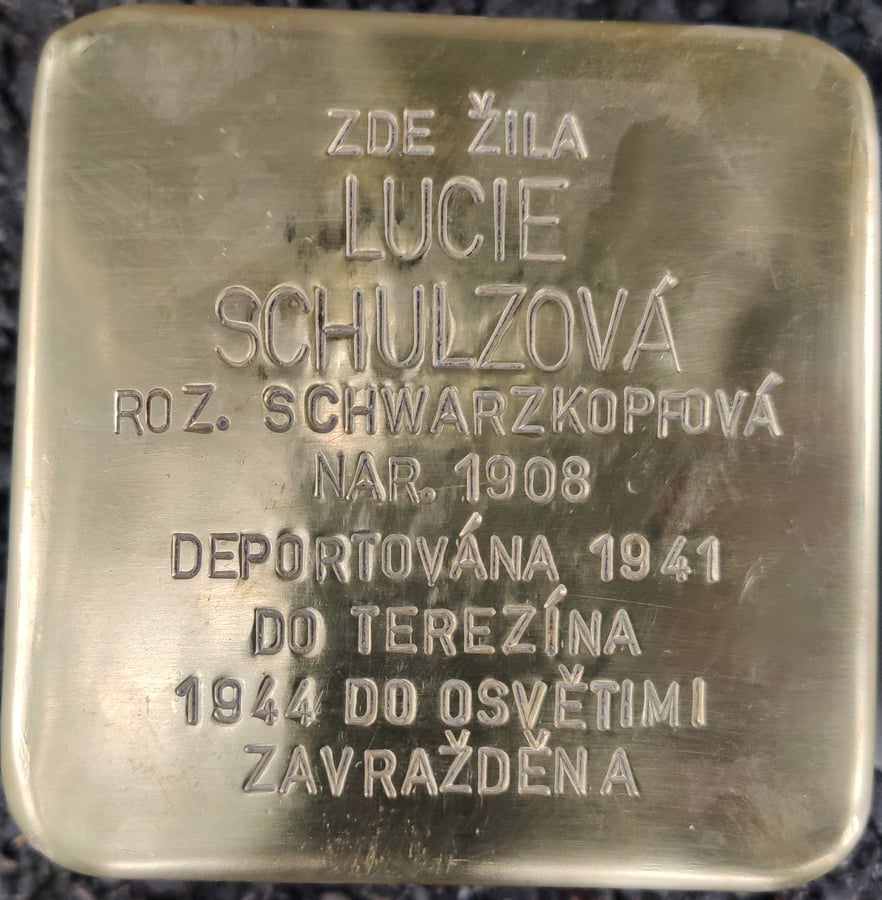 ZDE ŽILA
LUCIE
SCHULZOVÁ
ROZ. SCHWARZKOPFOVÁ
NAR. 1908
DEPORTOVÁNA 1941
DO TEREZÍNA
1944 DO OSVĚTIMI
ZAVRAŽDĚNA